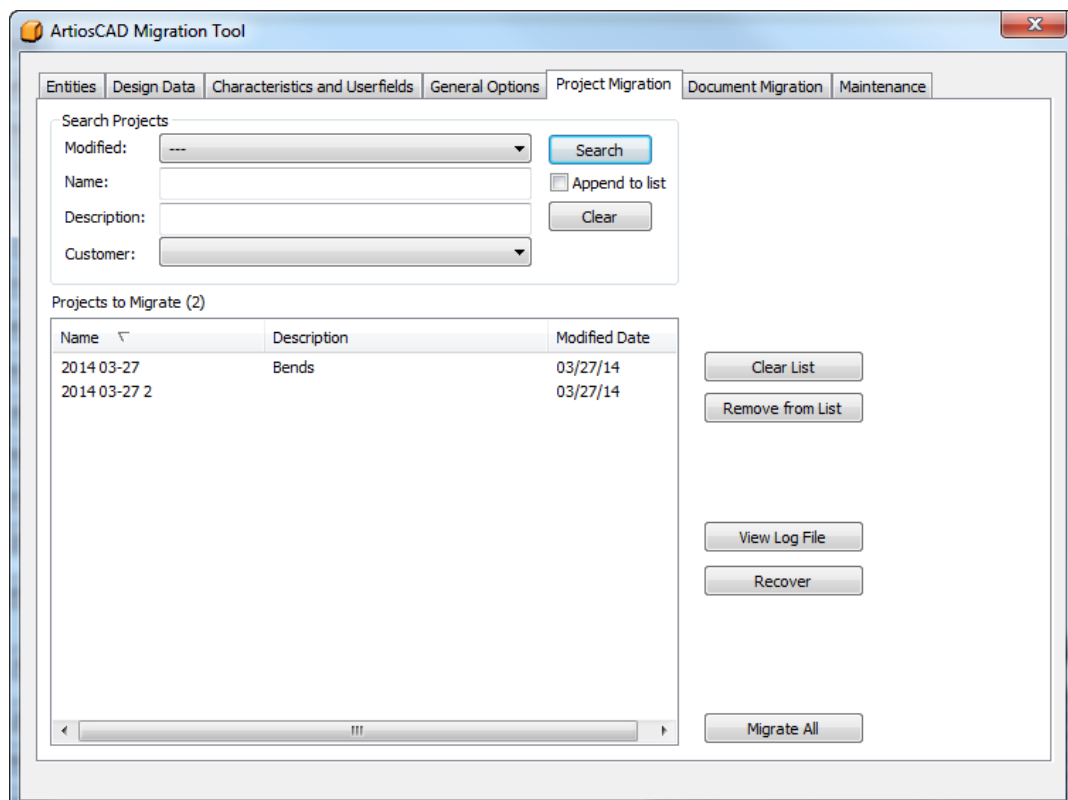 ArtiosCAD Migration Tool
Entities Design Data Characteristics and Userfields General Options Project Migration Document Migration Maintenance
Search Projects
Modified: --- Search
Name: Append to list
Description: Clear
Customer:
Projects to Migrate (2)
Name Description Modified Date
2014 03-27 Bends 03/27/14
2014 03-27 2 03/27/14
Clear List
Remove from List
View Log File
Recover
Migrate All